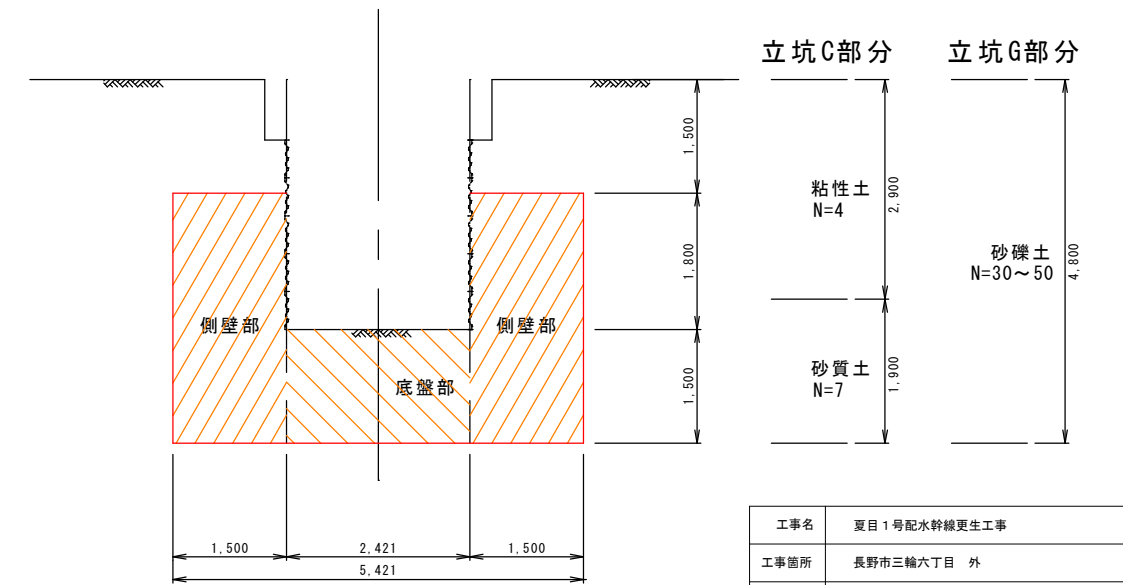 立坑C部分
立坑G部分
1,500
粘性土
N=4
2,900
1,800
砂礫土
N=30～50
4,800
側壁部
側壁部
底盤部
砂質土
N=7
1,900
1,500
1,500
2,421
1,500
5,421
工事名 夏目1号配水幹線更生工事
工事箇所 長野市三輪六丁目 外